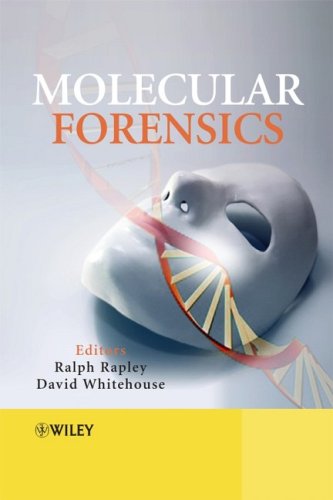 MOLECULAR
FORENSICS
Editors
Ralph Rapley
David Whitehouse
WILEY